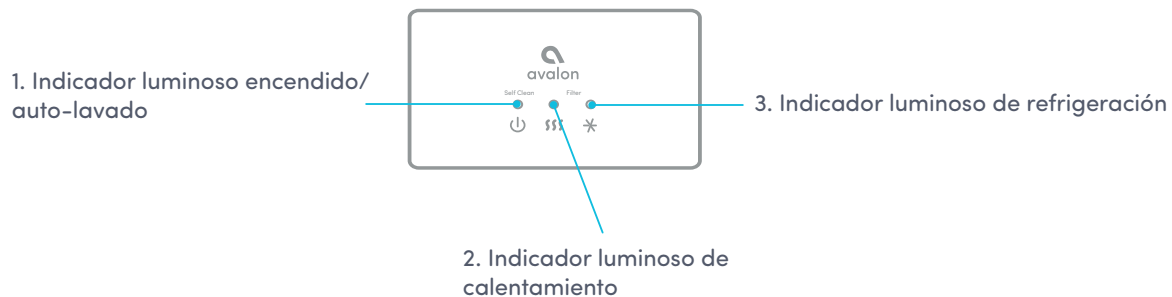 avalon
1. Indicador luminoso encendido/
auto-lavado
Self Clean
Filter
3. Indicador luminoso de refrigeración
2. Indicador luminoso de
calentamiento